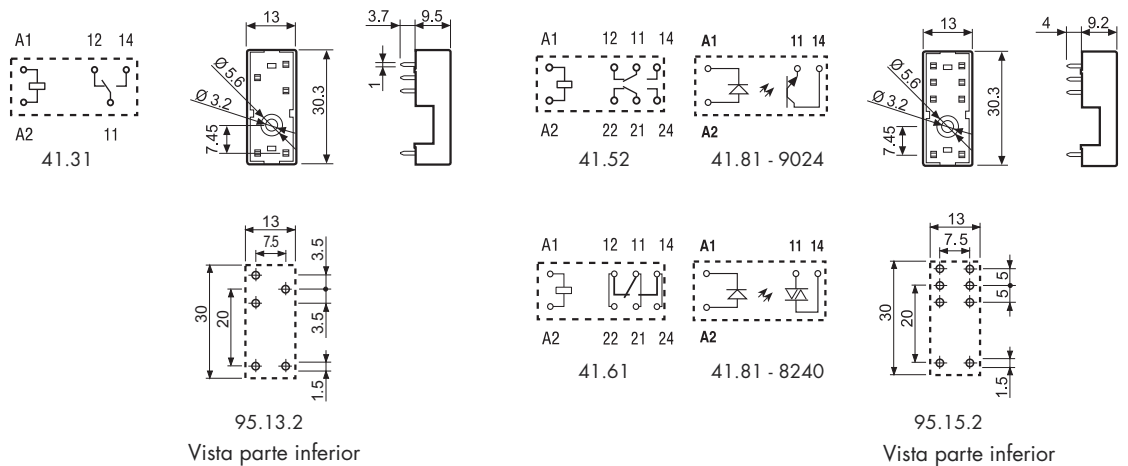 A1 12 14
A2 11
41.31
13
Ø 5.6
Ø 3.2
7.45
30.3
3.7 9.5
1
A1 12 11 14
A2 22 21 24
41.52
A1 11 14
A2
41.81 - 9024
13
Ø 5.6
Ø 3.2
7.45
30.3
4 9.2
13
7.5
3.5
30
20
3.5
1.5
95.13.2
Vista parte inferior
A1 12 11 14
A2 22 21 24
41.61
A1 11 14
A2
41.81 - 8240
13
7.5
5
5
30
20
1.5
95.15.2
Vista parte inferior